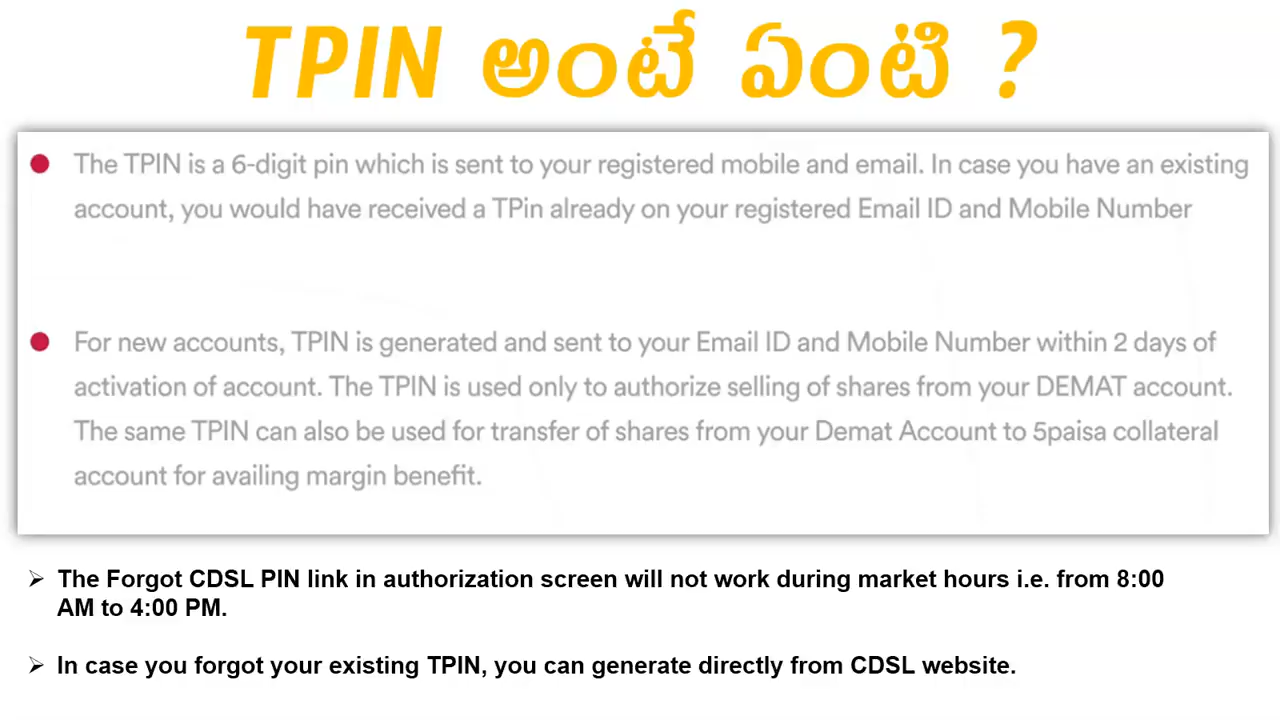 TPIN అంటే ఏంటి ?
The TPIN is a 6-digit pin which is sent to your registered mobile and email. In case you have an existing
account, you would have received a TPin already on your registered Email ID and Mobile Number
For new accounts, TPIN is generated and sent to your Email ID and Mobile Number within 2 days of
activation of account. The TPIN is used only to authorize selling of shares from your DEMAT account.
The same TPIN can also be used for transfer of shares from your Demat Account to 5paisa collateral
account for availing margin benefit.
➢ The Forgot CDSL PIN link in authorization screen will not work during market hours i.e. from 8:00
AM to 4:00 PM.
➢ In case you forgot your existing TPIN, you can generate directly from CDSL website.